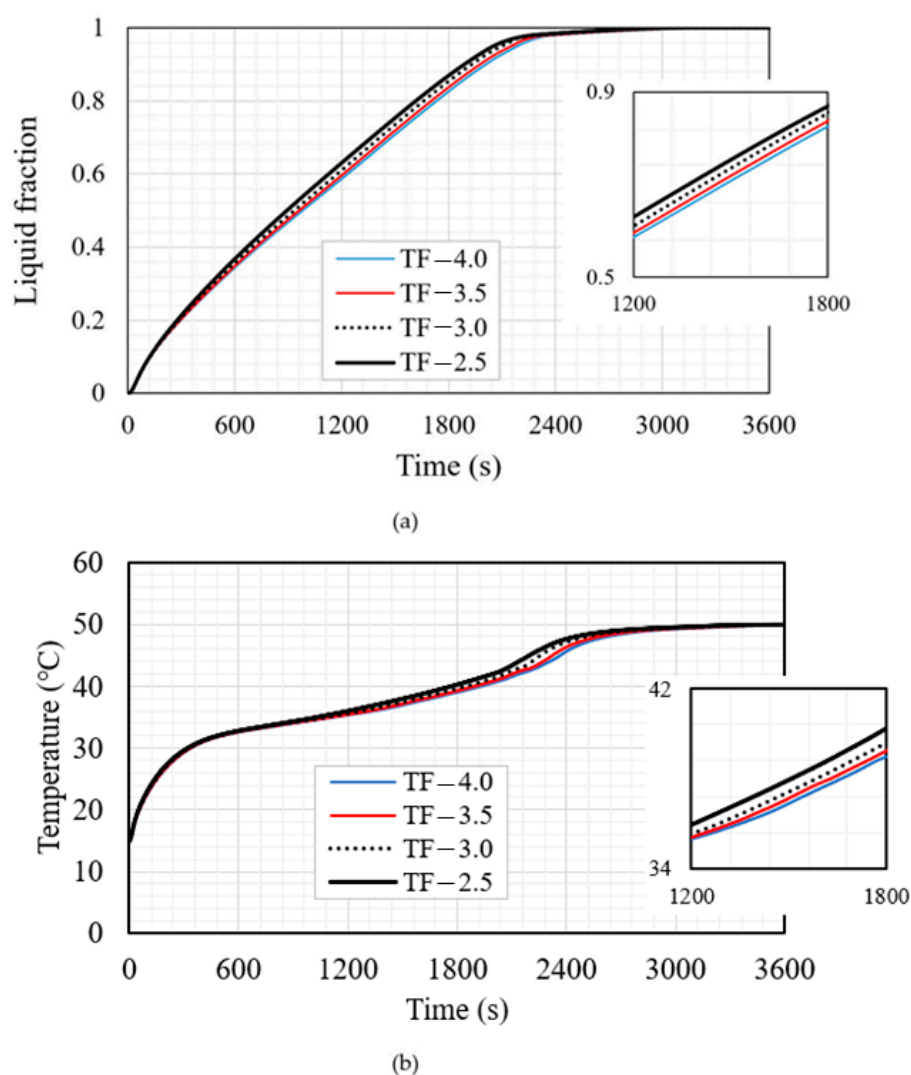 1
0.8
0.6
0.4
0.2
0
Liquid fraction
0 600 1200 1800 2400 3000 3600
Time (s)
TF−4.0
TF−3.5
TF−3.0
TF−2.5
0.9
0.5
1200 1800
(a)
60
50
40
30
20
10
0
Temperature (°C)
0 600 1200 1800 2400 3000 3600
Time (s)
TF−4.0
TF−3.5
TF−3.0
TF−2.5
42
34
1200 1800
(b)